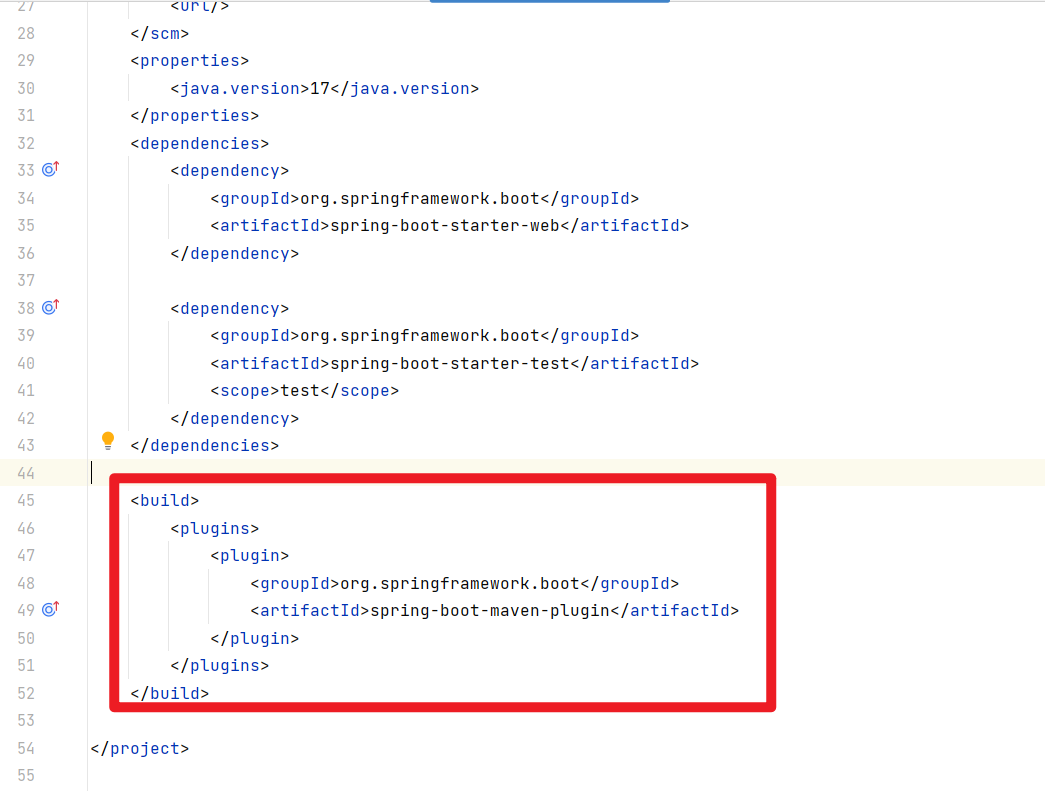 27 <url/>
28 </scm>
29 <properties>
30 <java.version>17</java.version>
31 </properties>
32 <dependencies>
33 <dependency>
34 <groupId>org.springframework.boot</groupId>
35 <artifactId>spring-boot-starter-web</artifactId>
36 </dependency>
37
38 <dependency>
39 <groupId>org.springframework.boot</groupId>
40 <artifactId>spring-boot-starter-test</artifactId>
41 <scope>test</scope>
42 </dependency>
43 </dependencies>
44
45 <build>
46 <plugins>
47 <plugin>
48 <groupId>org.springframework.boot</groupId>
49 <artifactId>spring-boot-maven-plugin</artifactId>
50 </plugin>
51 </plugins>
52 </build>
53
54 </project>
55